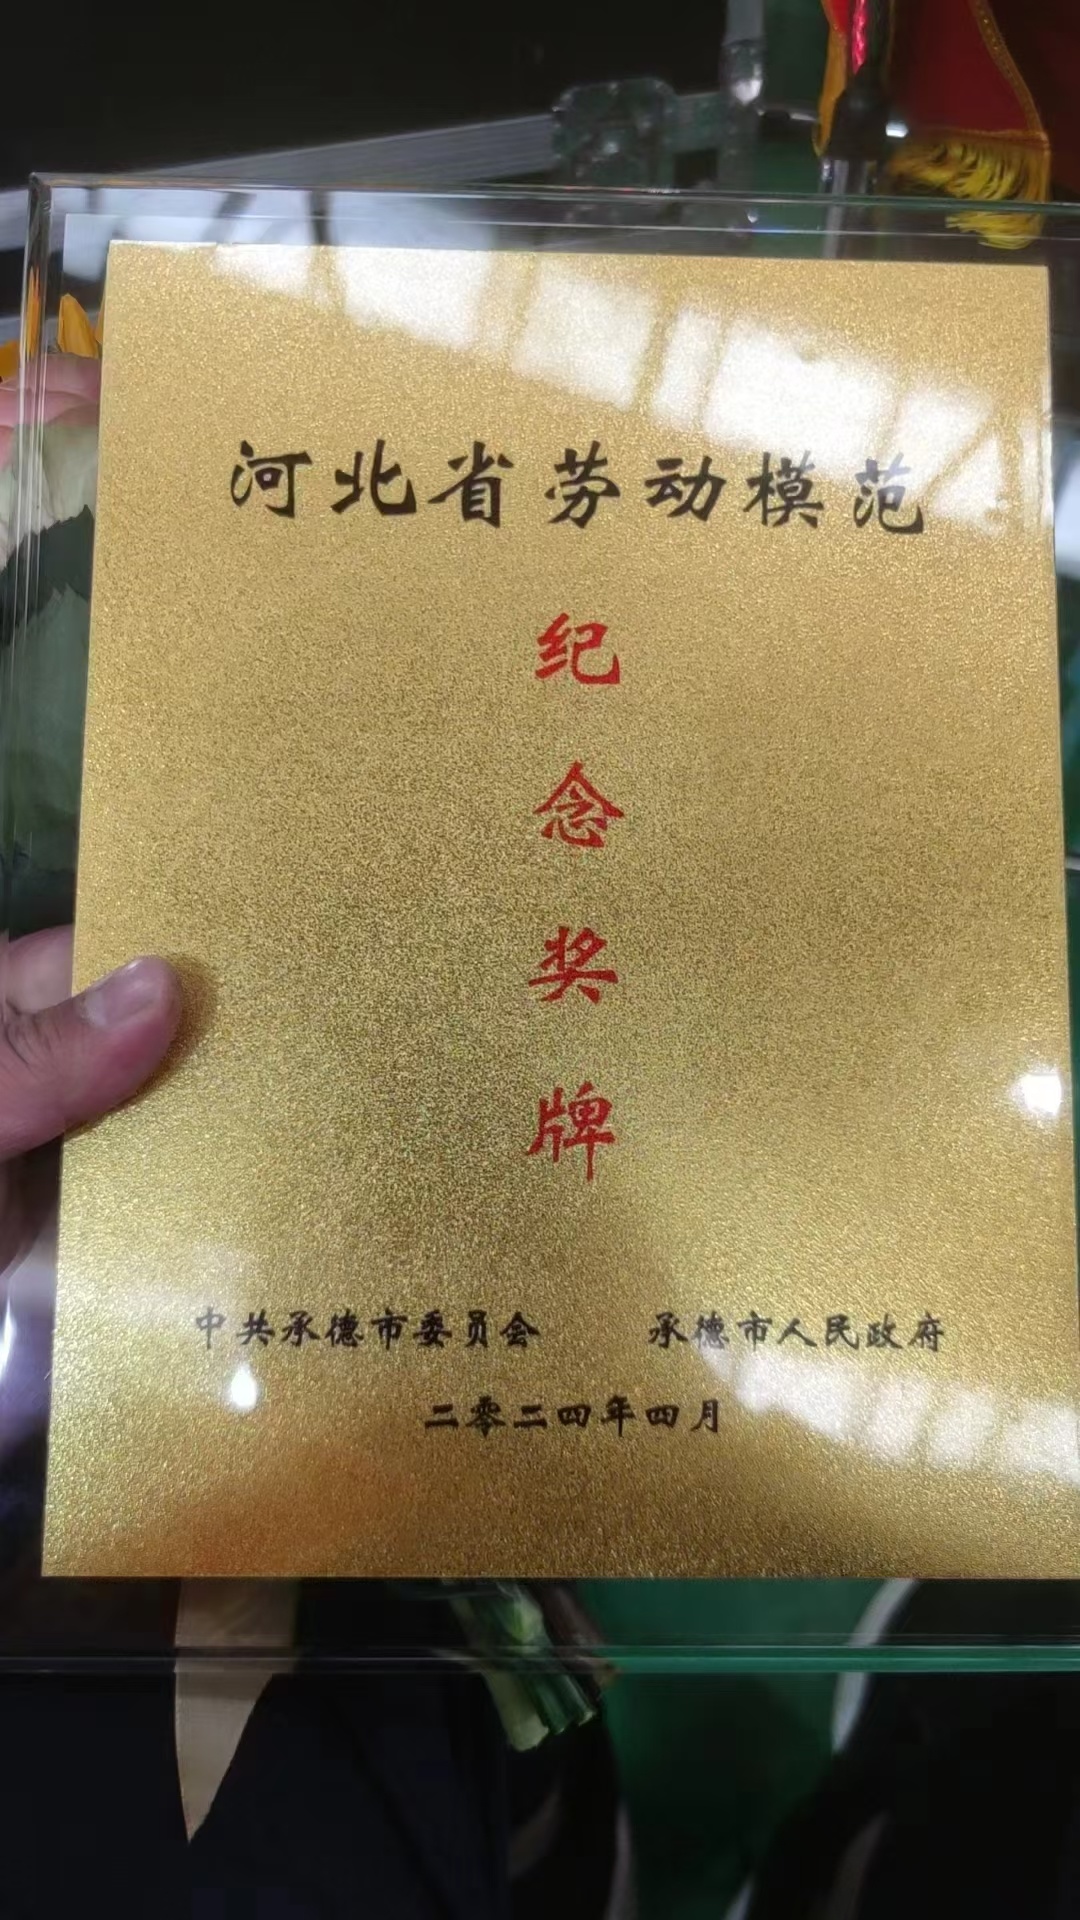 河北省劳动模范
纪
念
奖
牌
中共承德市委员会 承德市人民政府
二零二四年四月